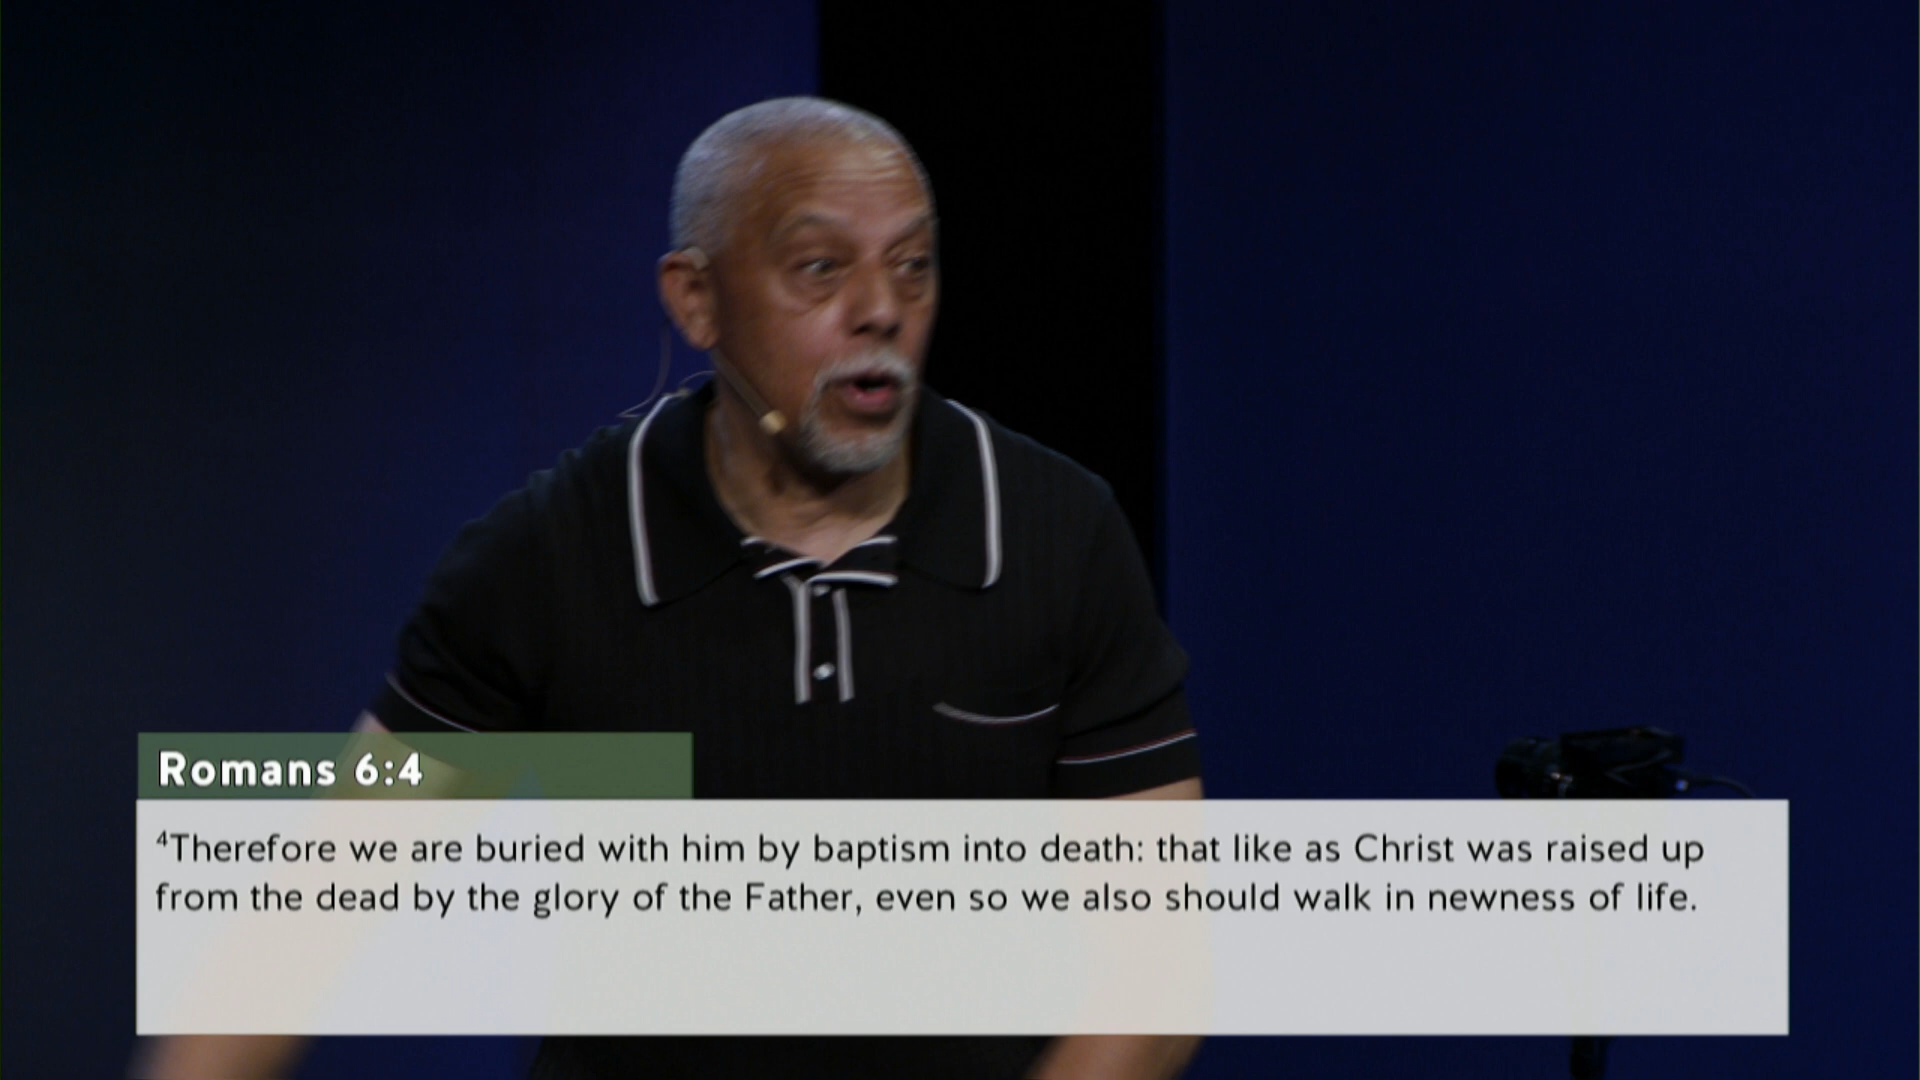 Romans 6:4
⁴Therefore we are buried with him by baptism into death: that like as Christ was raised up
from the dead by the glory of the Father, even so we also should walk in newness of life.